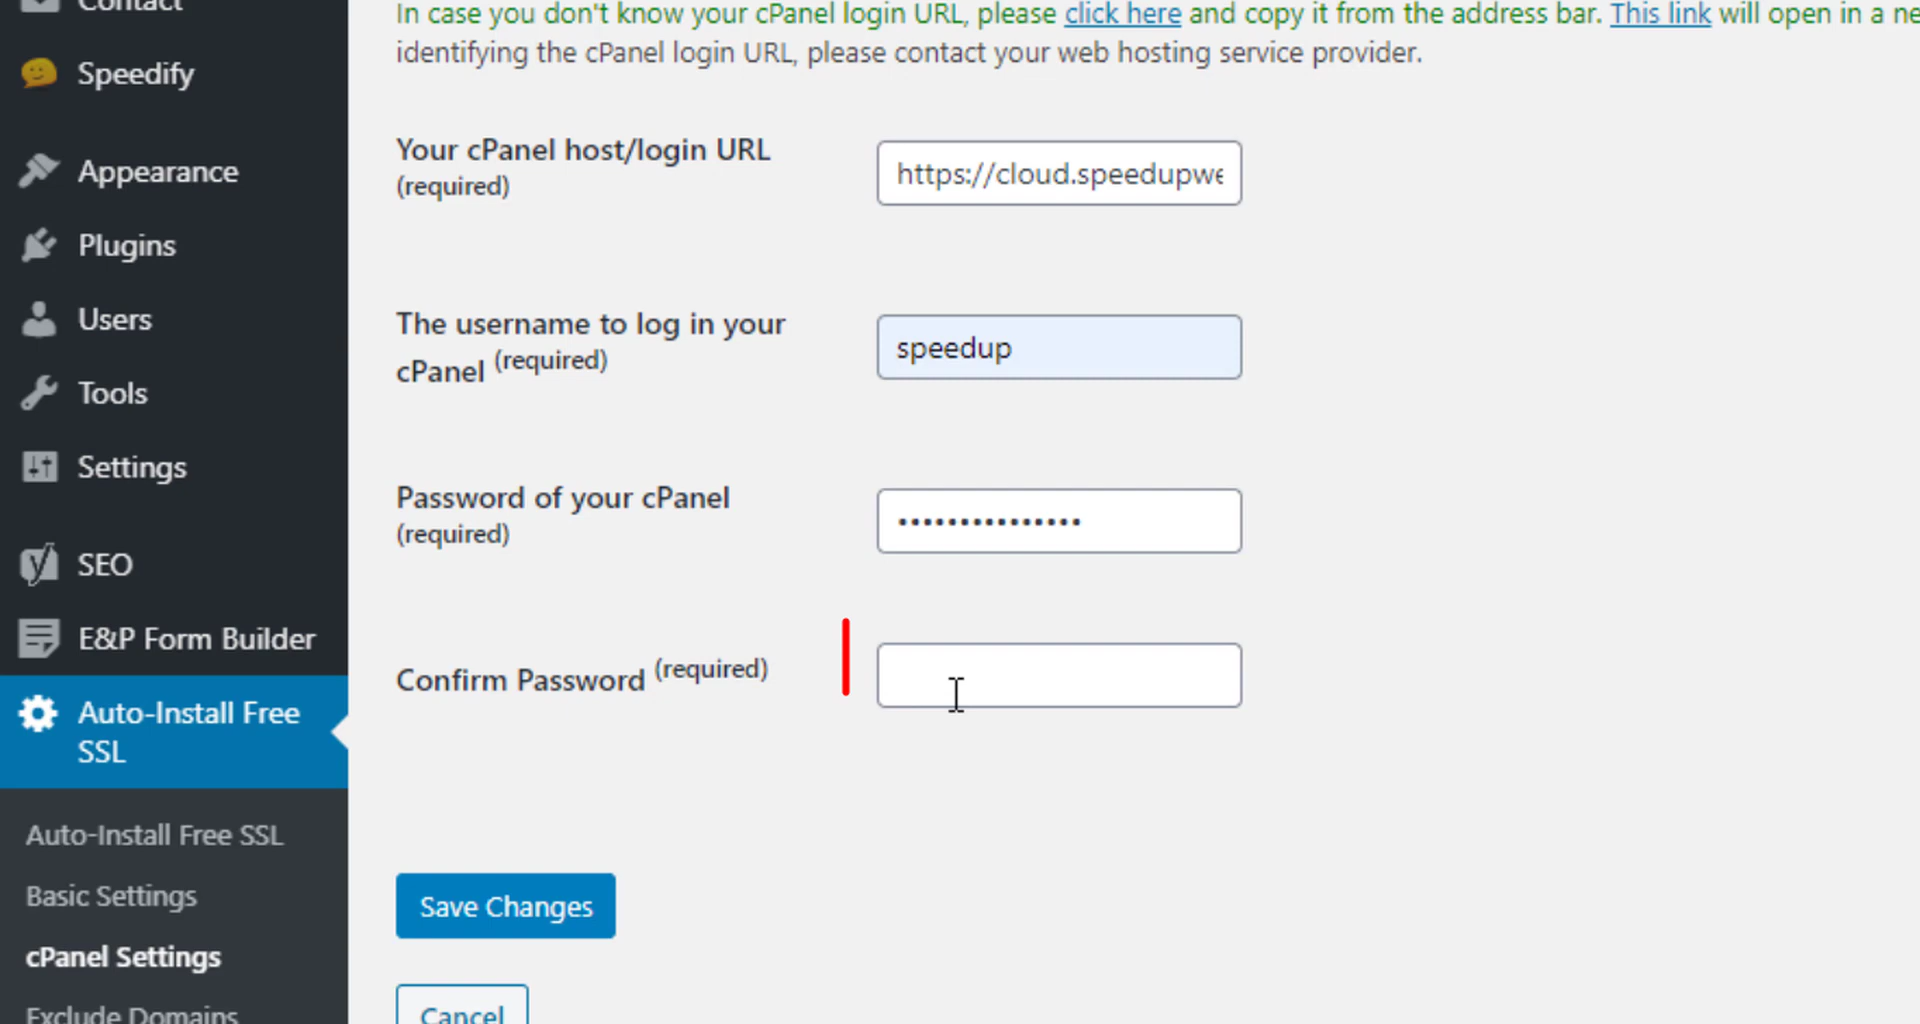 Contact
Speedify
Appearance
Plugins
Users
Tools
Settings
SEO
E&P Form Builder
Auto-Install Free
SSL
Auto-Install Free SSL
Basic Settings
cPanel Settings
Exclude Domains
In case you don't know your cPanel login URL, please click here and copy it from the address bar. This link will open in a ne
identifying the cPanel login URL, please contact your web hosting service provider.
Your cPanel host/login URL
(required)
https://cloud.speedupwe
The username to log in your
cPanel (required)
speedup
Password of your cPanel
(required)
•••••••••••••••
Confirm Password (required)
Save Changes
Cancel